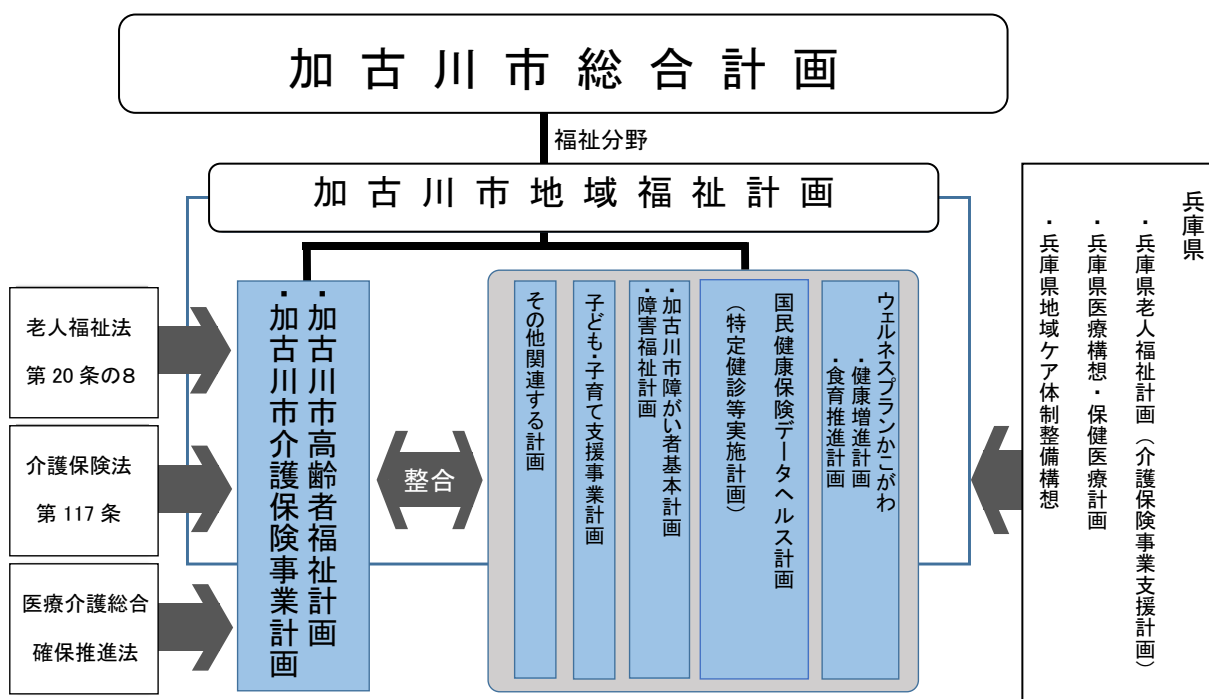 加古川市総合計画
福祉分野
加古川市地域福祉計画
老人福祉法
第20条の8
介護保険法
第117条
医療介護総合
確保推進法
・加古川市高齢者福祉計画
・加古川市介護保険事業計画
整合
ウェルネスプランかこがわ
・健康増進計画
・食育推進計画
国民健康保険データヘルス計画
（特定健診等実施計画）
・加古川市障がい者基本計画
・障害福祉計画
子ども・子育て支援事業計画
その他関連する計画
兵庫県
・兵庫県老人福祉計画（介護保険事業支援計画）
・兵庫県医療構想・保健医療計画
・兵庫県地域ケア体制整備構想